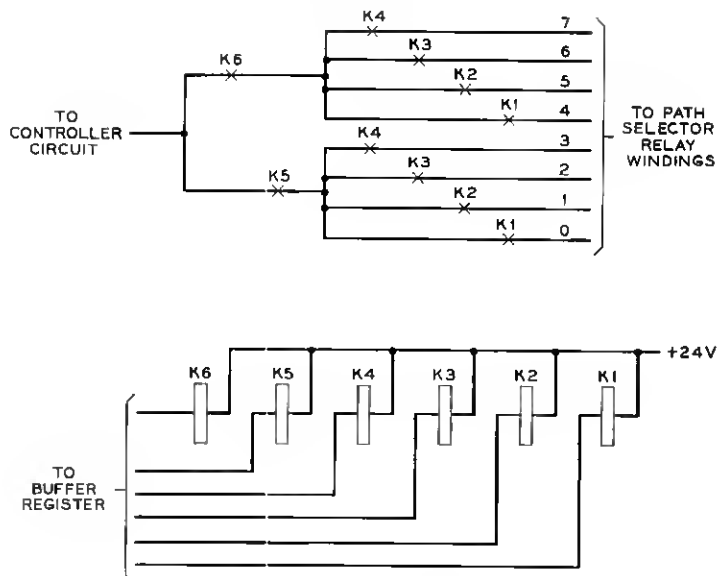 K4
7
K3
6
K6
K2
5
K1
4
TO
CONTROLLER
CIRCUIT
TO PATH
SELECTOR
RELAY
WINDINGS
K4
3
K3
2
K5
K2
1
K1
0
+24V
K6
K5
K4
K3
K2
K1
TO
BUFFER
REGISTER